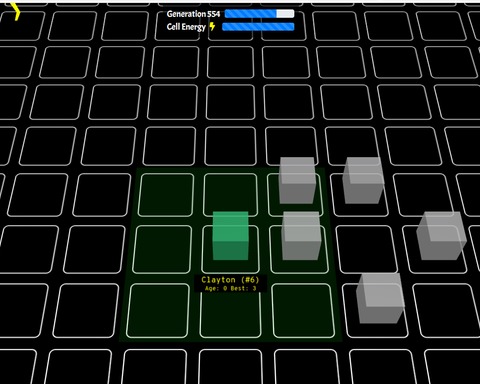 Generation 554
Cell Energy
Clayton (#6)
Age: 0 Best: 3